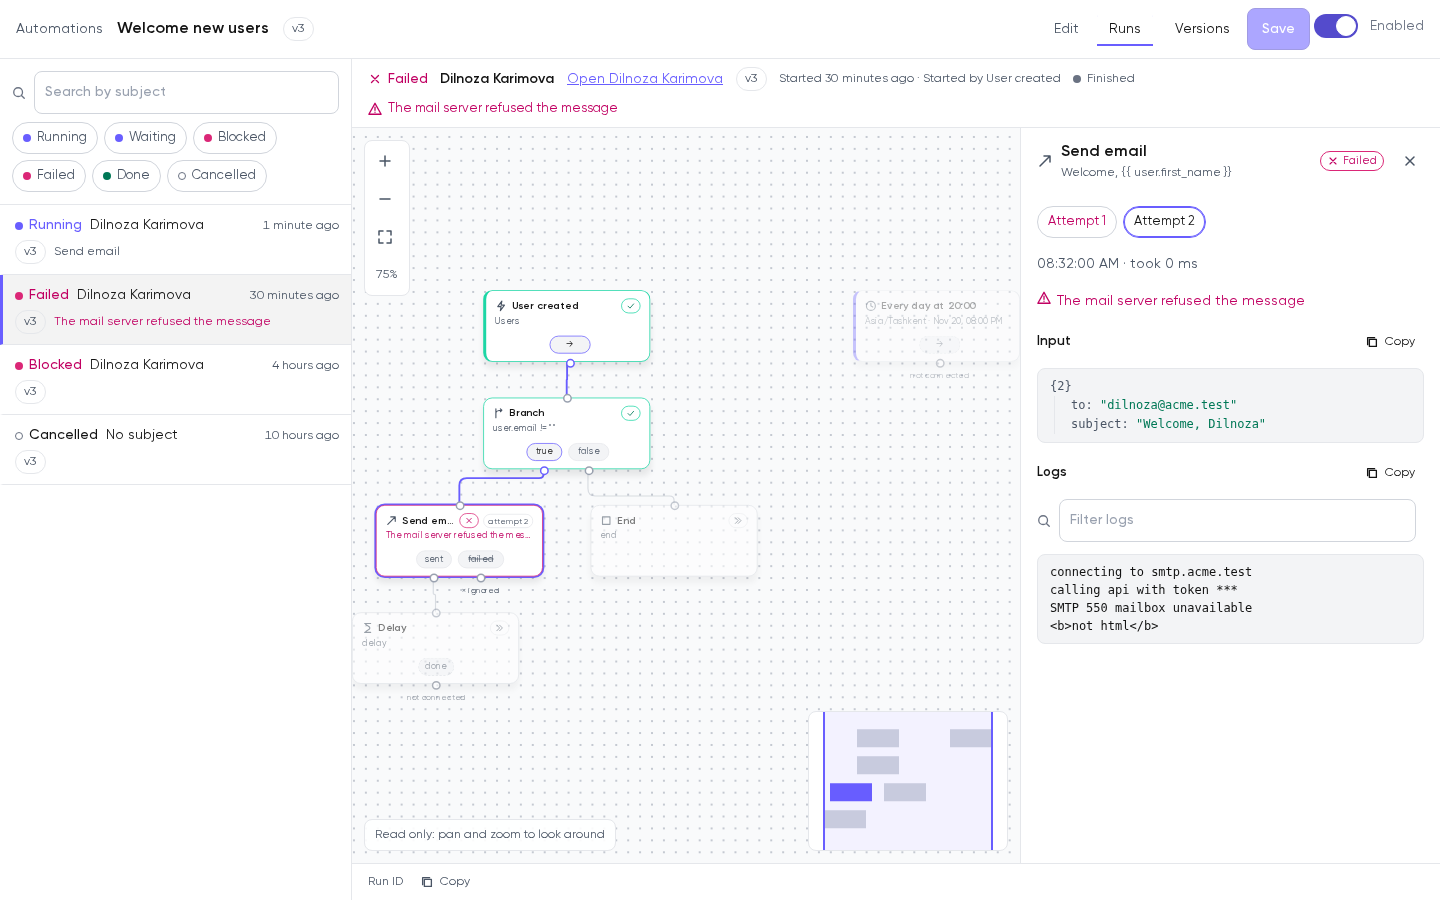 Automations Welcome new users v3
Edit Runs Versions Save Enabled
Search by subject
Running Waiting Blocked
Failed Done Cancelled
Running Dilnoza Karimova 1 minute ago
v3 Send email
Failed Dilnoza Karimova 30 minutes ago
v3 The mail server refused the message
Blocked Dilnoza Karimova 4 hours ago
v3
Cancelled No subject 10 hours ago
v3
Failed Dilnoza Karimova Open Dilnoza Karimova v3 Started 30 minutes ago · Started by User created Finished
The mail server refused the message
75%
User created
Users
Every day at 20:00
Asia/Tashkent · Nov 20, 08:00 PM
not connected
Branch
user.email != ""
true false
Send em... attempt 2
The mail server refused the mes...
sent failed
ignored
End
end
Delay
delay
done
not connected
Read only: pan and zoom to look around
Send email
Welcome, {{ user.first_name }}
Failed
Attempt 1 Attempt 2
08:32:00 AM · took 0 ms
The mail server refused the message
Input Copy
{2}
to: "dilnoza@acme.test"
subject: "Welcome, Dilnoza"
Logs Copy
Filter logs
connecting to smtp.acme.test
calling api with token ***
SMTP 550 mailbox unavailable
<b>not html</b>
Run ID Copy